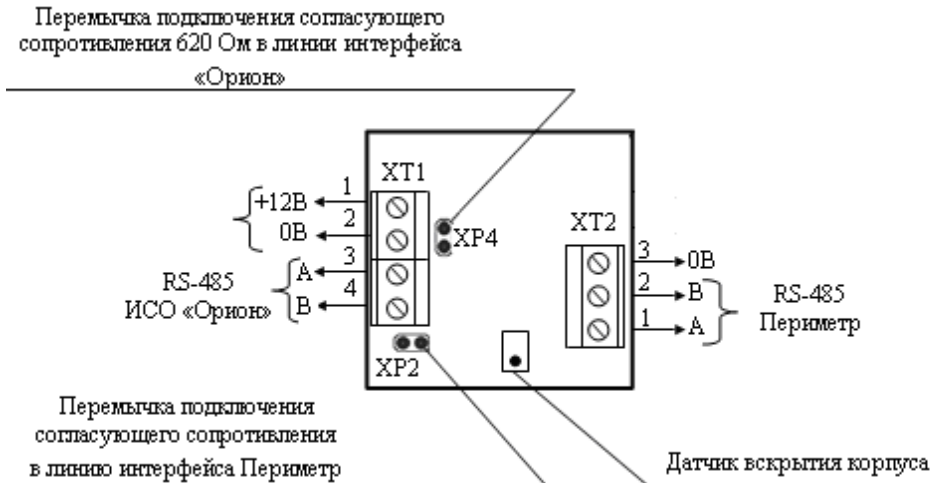 Перемычка подключения согласующего
сопротивления 620 Ом в линии интерфейса
«Орион»
XT1
1
+12В
2
0В
XP4
3
A
RS-485
4
B
ИСО «Орион»
XT2
3
0В
2
B
RS-485
1
A
Периметр
XP2
Перемычка подключения
согласующего сопротивления
в линию интерфейса Периметр
Датчик вскрытия корпуса